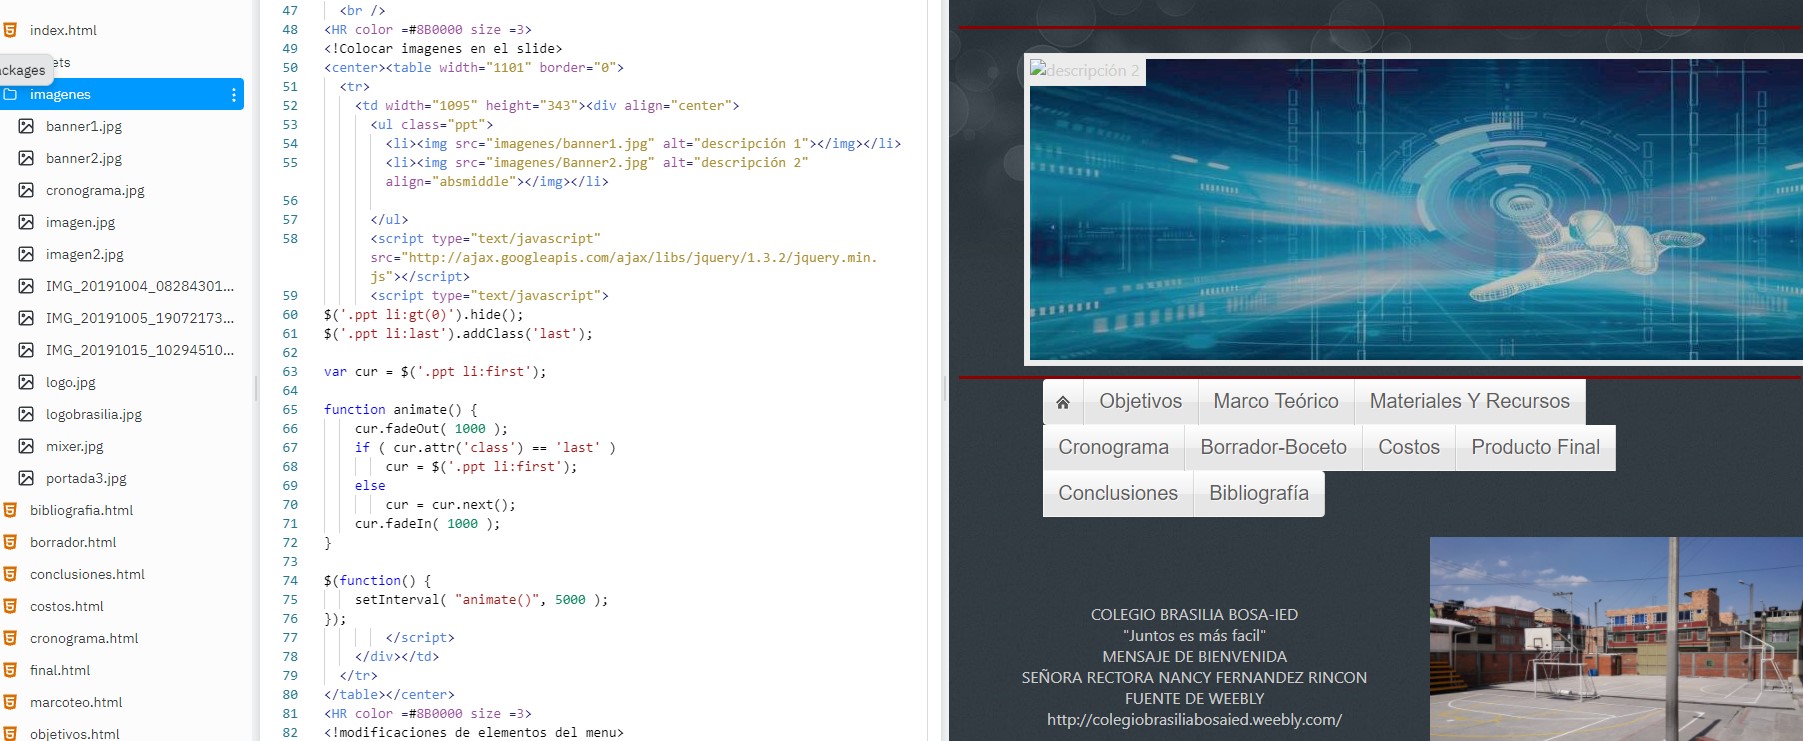 index.html
ets
ackages
imagenes
banner1.jpg
banner2.jpg
cronograma.jpg
imagen.jpg
imagen2.jpg
IMG_20191004_08284301...
IMG_20191005_19072173...
IMG_20191015_10294510...
logo.jpg
logobrasilia.jpg
mixer.jpg
portada3.jpg
bibliografia.html
borrador.html
conclusiones.html
costos.html
cronograma.html
final.html
marcoteo.html
objetivos.html
47 <br />
48 <HR color =#8B0000 size =3>
49 <!Colocar imagenes en el slide>
50 <center><table width="1101" border="0">
51 <tr>
52 <td width="1095" height="343"><div align="center">
53 <ul class="ppt">
54 <li><img src="imagenes/banner1.jpg" alt="descripción 1"></img></li>
55 <li><img src="imagenes/Banner2.jpg" alt="descripción 2"
align="absmiddle"></img></li>
56
57 </ul>
58 <script type="text/javascript"
src="http://ajax.googleapis.com/ajax/libs/jquery/1.3.2/jquery.min.
js"></script>
59 <script type="text/javascript">
60 $('.ppt li:gt(0)').hide();
61 $('.ppt li:last').addClass('last');
62
63 var cur = $('.ppt li:first');
64
65 function animate() {
66 cur.fadeOut( 1000 );
67 if ( cur.attr('class') == 'last' )
68 cur = $('.ppt li:first');
69 else
70 cur = cur.next();
71 cur.fadeIn( 1000 );
72 }
73
74 $(function() {
75 setInterval( "animate()", 5000 );
76 });
77 </script>
78 </div></td>
79 </tr>
80 </table></center>
81 <HR color =#8B0000 size =3>
82 <!modificaciones de elementos del menu>
descripción 2
Objetivos Marco Teórico Materiales Y Recursos
Cronograma Borrador-Boceto Costos Producto Final
Conclusiones Bibliografía
COLEGIO BRASILIA BOSA-IED
"Juntos es más facil"
MENSAJE DE BIENVENIDA
SEÑORA RECTORA NANCY FERNANDEZ RINCON
FUENTE DE WEEBLY
http://colegiobrasiliabosaied.weebly.com/